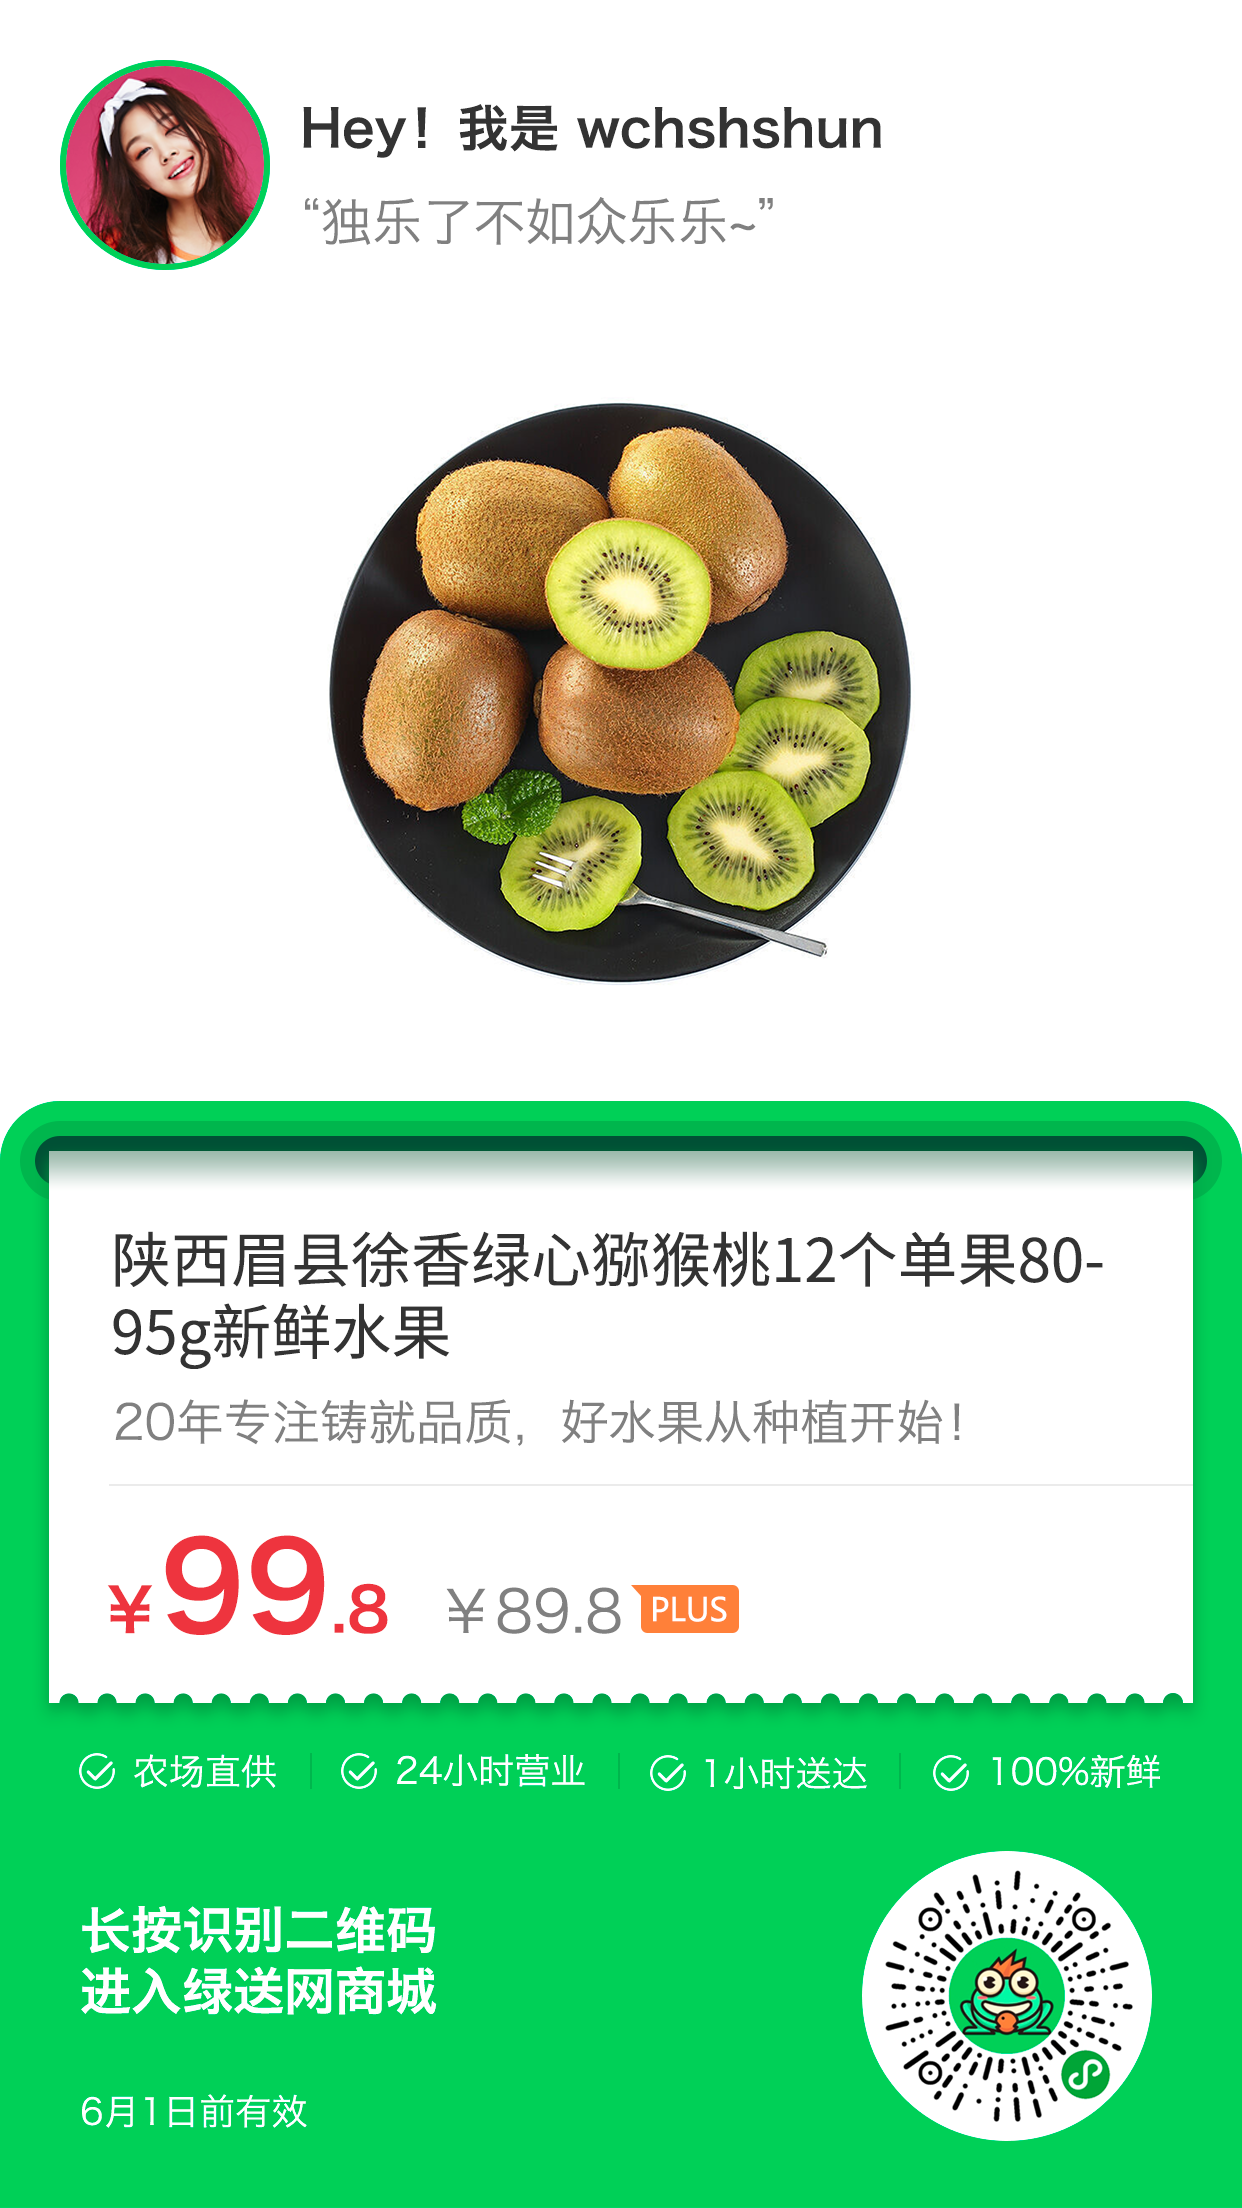 Hey！我是 wchshshun
“独乐了不如众乐乐~”
陕西眉县徐香绿心猕猴桃12个单果80-
95g新鲜水果
20年专注铸就品质，好水果从种植开始！
¥99.8 ¥89.8 PLUS
农场直供 24小时营业 1小时送达 100%新鲜
长按识别二维码
进入绿送网商城
6月1日前有效